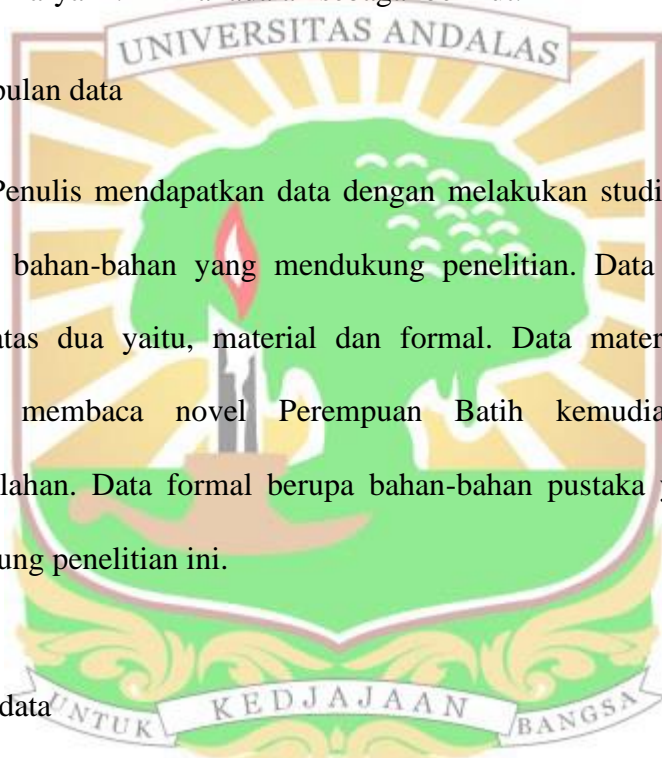 sebagai
UNIVERSITAS ANDALAS
pulan data
Penulis mendapatkan data dengan melakukan studi
bahan-bahan yang mendukung penelitian. Data
atas dua yaitu, material dan formal. Data mater
membaca novel Perempuan Batih kemudia
lahan. Data formal berupa bahan-bahan pustaka y
ung penelitian ini.
data
UNTUK KEDJAJAAN BANGSA